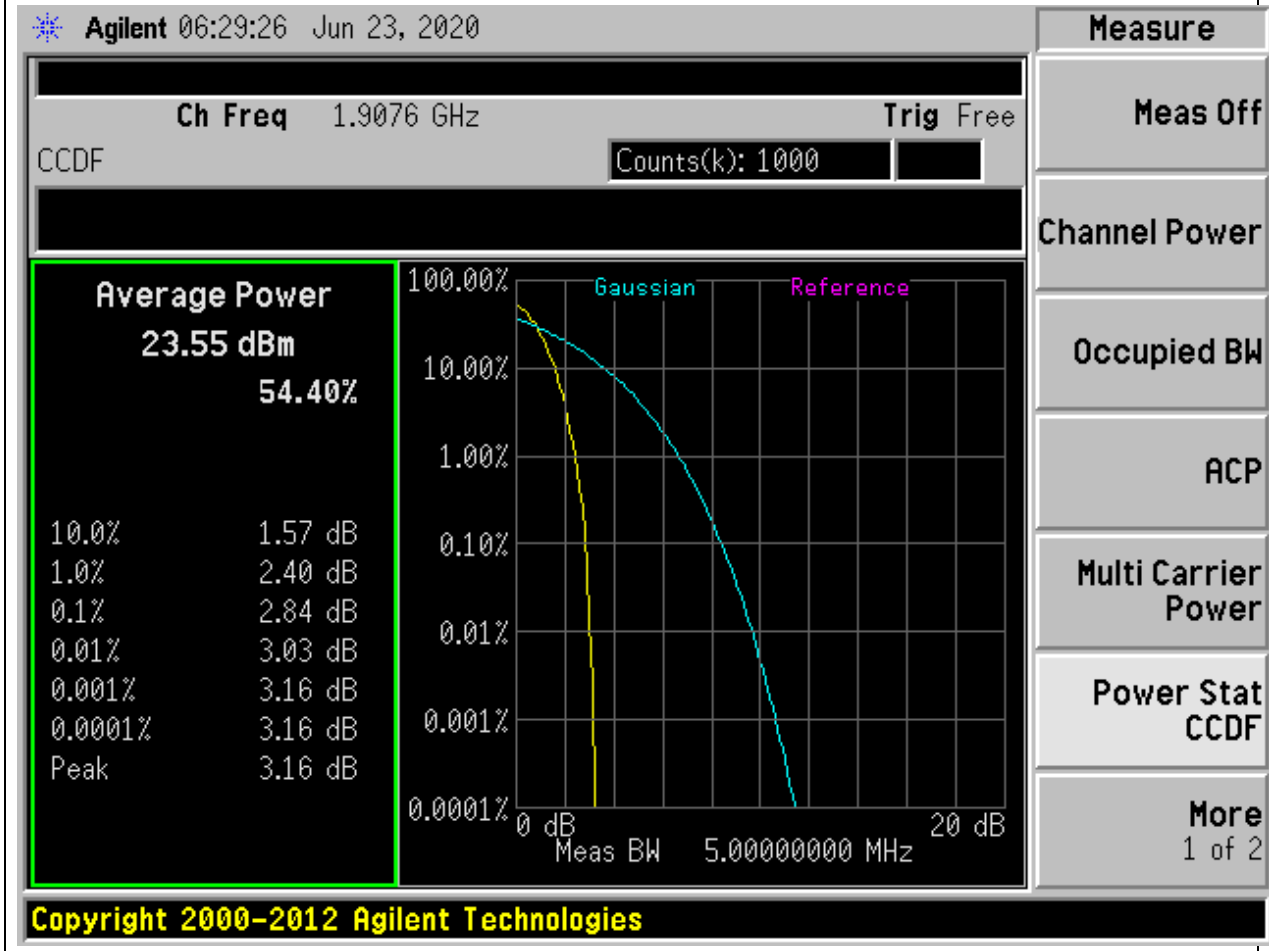 Agilent 06:29:26 Jun 23, 2020
Ch Freq 1.9076 GHz Trig Free
CCDF Counts(k): 1000
Average Power
23.55 dBm
54.40%
10.0% 1.57 dB
1.0% 2.40 dB
0.1% 2.84 dB
0.01% 3.03 dB
0.001% 3.16 dB
0.0001% 3.16 dB
Peak 3.16 dB
Gaussian Reference
100.00%
10.00%
1.00%
0.10%
0.01%
0.001%
0.0001%
0 dB 20 dB
Meas BW 5.00000000 MHz
Measure
Meas Off
Channel Power
Occupied BW
ACP
Multi Carrier
Power
Power Stat
CCDF
More
1 of 2
Copyright 2000-2012 Agilent Technologies